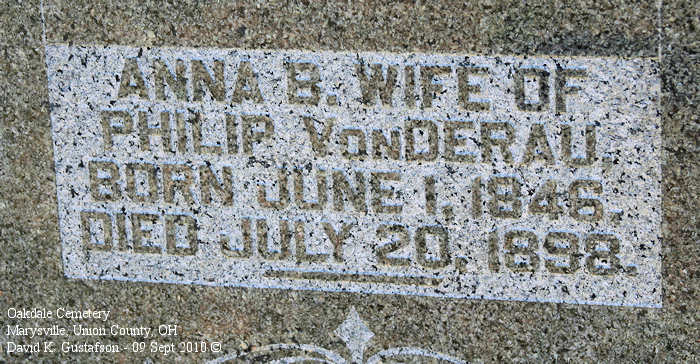 ANNA B. WIFE OF
PHILIP VonDERAU.
BORN JUNE 1, 1846.
DIED JULY 20, 1898.
Oakdale Cemetery
Marysville, Union County, OH
David K. Gustafson - 09 Sept 2010 ©